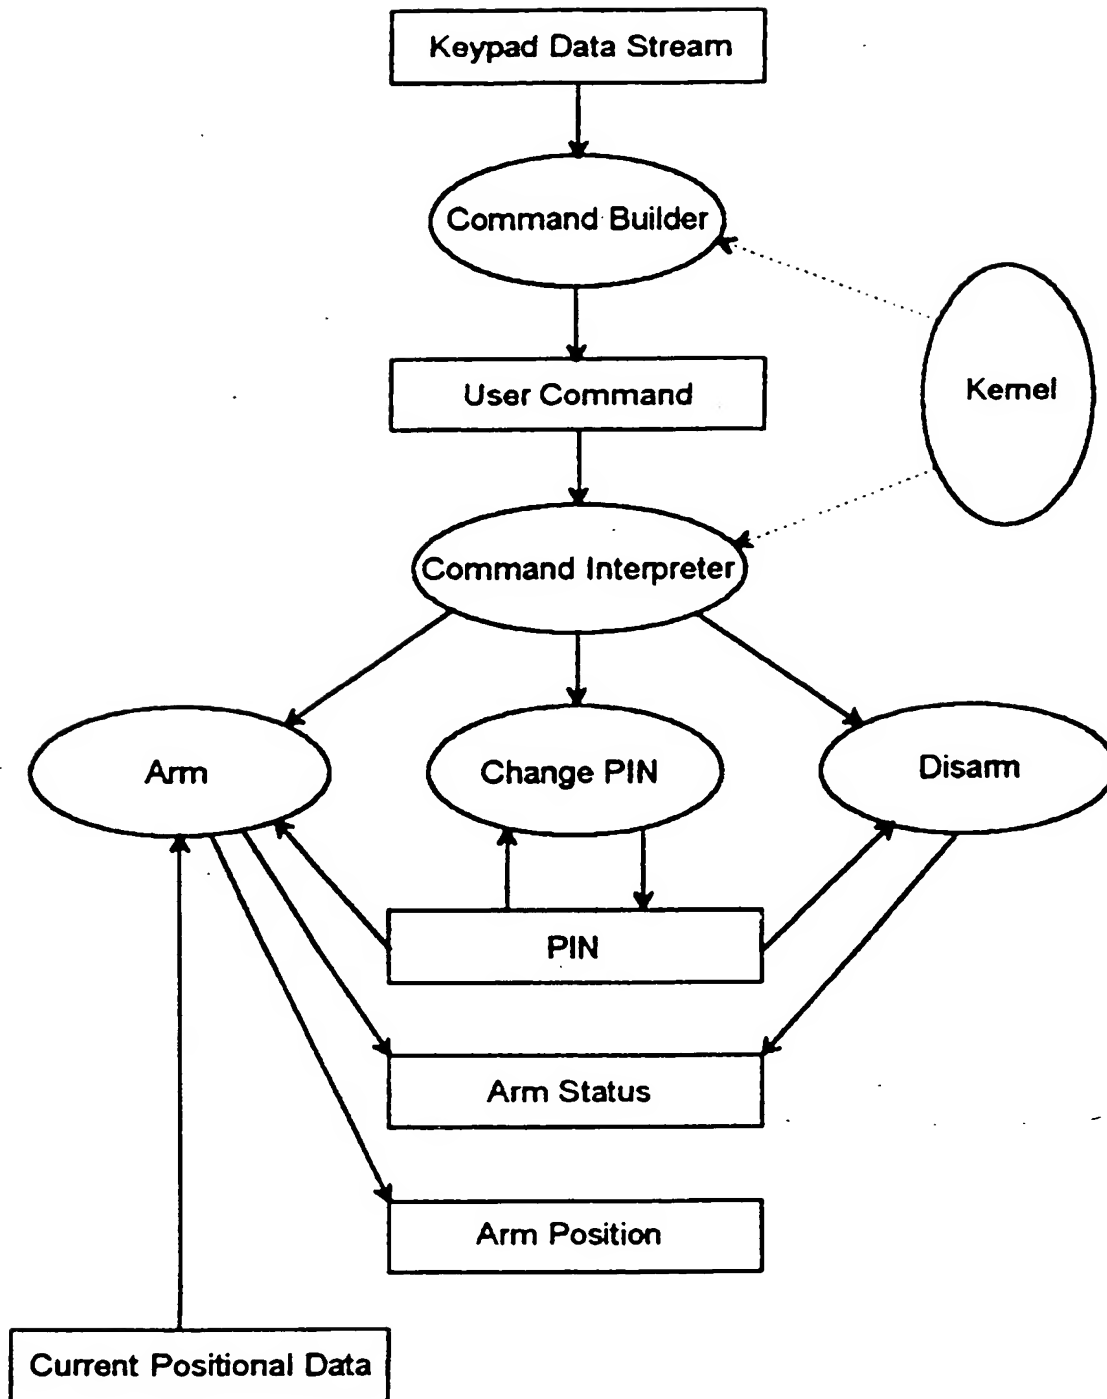 Keypad Data Stream
Command Builder
Kernel
User Command
Command Interpreter
Arm
Change PIN
Disarm
PIN
Arm Status
Arm Position
Current Positional Data